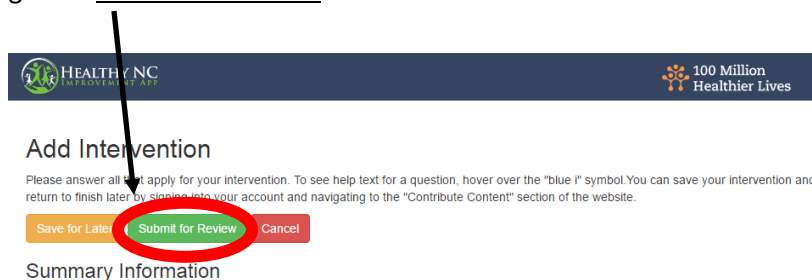 HEALTHY NC
IMPROVEMENT APP
100 Million
Healthier Lives
Add Intervention
Please answer all that apply for your intervention. To see help text for a question, hover over the "blue i" symbol.You can save your intervention and
return to finish later by signing into your account and navigating to the "Contribute Content" section of the website.
Save for Later Submit for Review Cancel
Summary Information